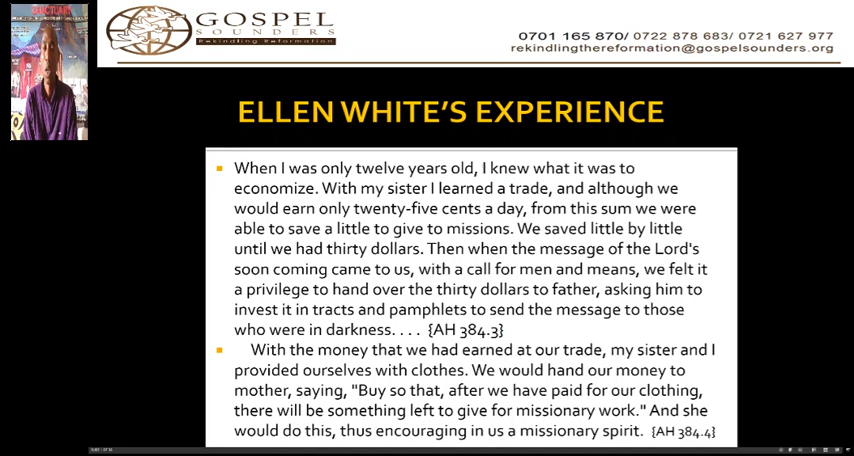 SANCTUARY
GOSPEL
SOUNDERS
Rekindling Reformation
0701 165 870/ 0722 878 683/ 0721 627 977
rekindlingthereformation@gospelsounders.org
ELLEN WHITE'S EXPERIENCE
When I was only twelve years old, I knew what it was to
economize. With my sister I learned a trade, and although we
would earn only twenty-five cents a day, from this sum we were
able to save a little to give to missions. We saved little by little
until we had thirty dollars. Then when the message of the Lord's
soon coming came to us, with a call for men and means, we felt it
a privilege to hand over the thirty dollars to father, asking him to
invest it in tracts and pamphlets to send the message to those
who were in darkness. . . . {AH 384.3}
With the money that we had earned at our trade, my sister and I
provided ourselves with clothes. We would hand our money to
mother, saying, "Buy so that, after we have paid for our clothing,
there will be something left to give for missionary work." And she
would do this, thus encouraging in us a missionary spirit. {AH 384.4}